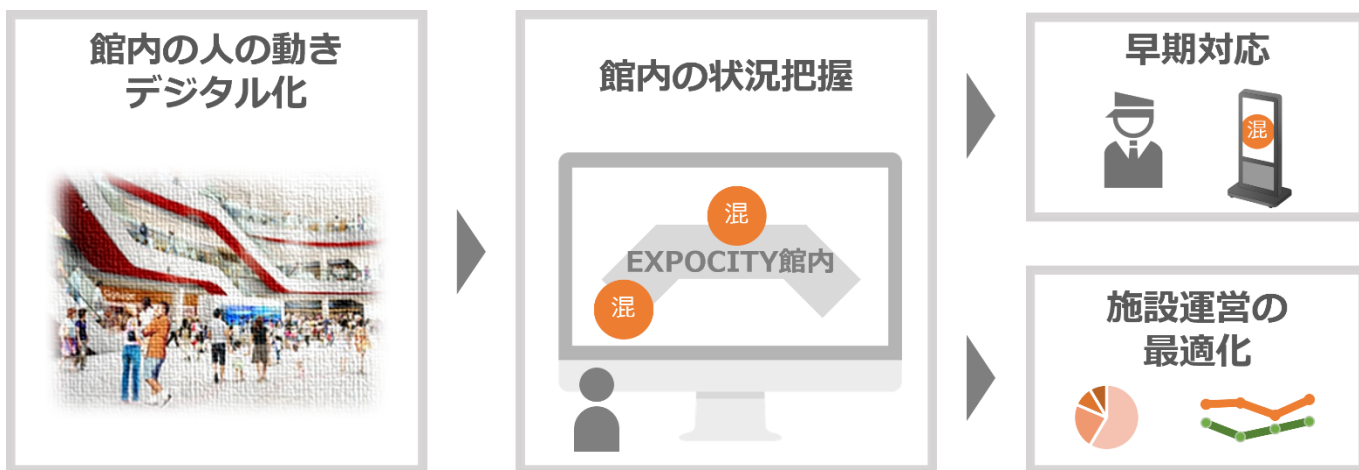 館内の人の動き
デジタル化
館内の状況把握
混
EXPOCITY館内
混
早期対応
混
施設運営の
最適化